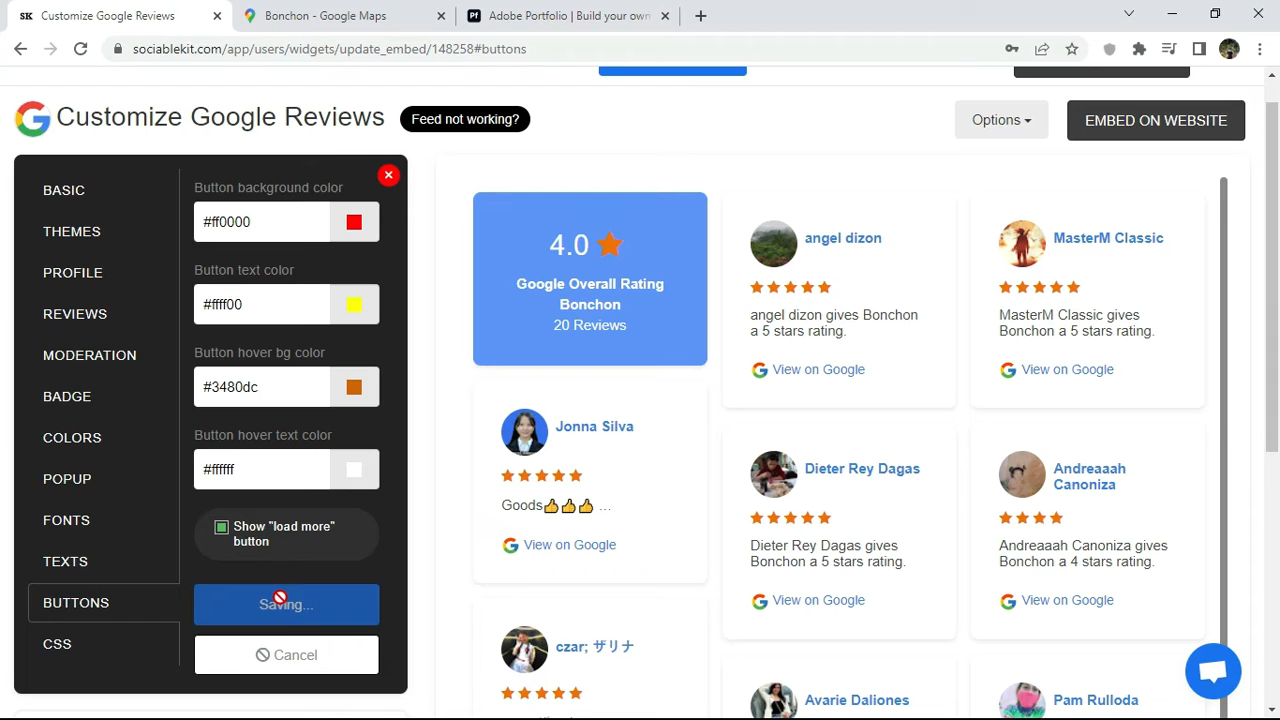 SK Customize Google Reviews
Bonchon - Google Maps
Pf Adobe Portfolio | Build your own
sociablekit.com/app/users/widgets/update_embed/148258#buttons
Customize Google Reviews
Feed not working?
Options
EMBED ON WEBSITE
BASIC
THEMES
PROFILE
REVIEWS
MODERATION
BADGE
COLORS
POPUP
FONTS
TEXTS
BUTTONS
CSS
Button background color
#ff0000
Button text color
#ffff00
Button hover bg color
#3480dc
Button hover text color
#ffffff
Show "load more"
button
Saving...
Cancel
4.0
Google Overall Rating
Bonchon
20 Reviews
Jonna Silva
Goods👍👍👍 ...
View on Google
czar; ザリナ
angel dizon
angel dizon gives Bonchon
a 5 stars rating.
View on Google
Dieter Rey Dagas
Dieter Rey Dagas gives
Bonchon a 5 stars rating.
View on Google
Avarie Daliones
MasterM Classic
MasterM Classic gives
Bonchon a 5 stars rating.
View on Google
Andreaaah
Canoniza
Andreaaah Canoniza gives
Bonchon a 4 stars rating.
View on Google
Pam Rulloda